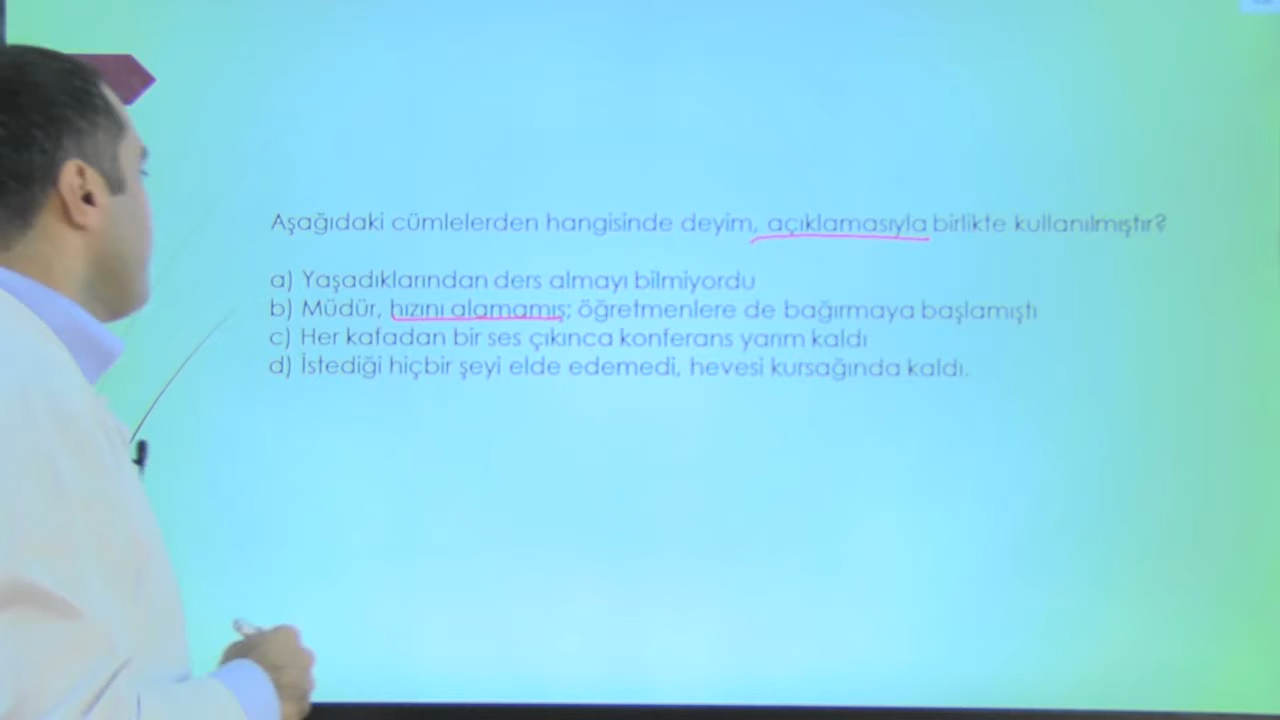 Aşağıdaki cümlelerden hangisinde deyim, açıklamasıyla birlikte kullanılmıştır?
a) Yaşadıklarından ders almayı bilmiyordu
b) Müdür, hızını alamamış; öğretmenlere de bağırmaya başlamıştı
c) Her kafadan bir ses çıkınca konferans yarım kaldı
d) İstediği hiçbir şeyi elde edemedi, hevesi kursağında kaldı.